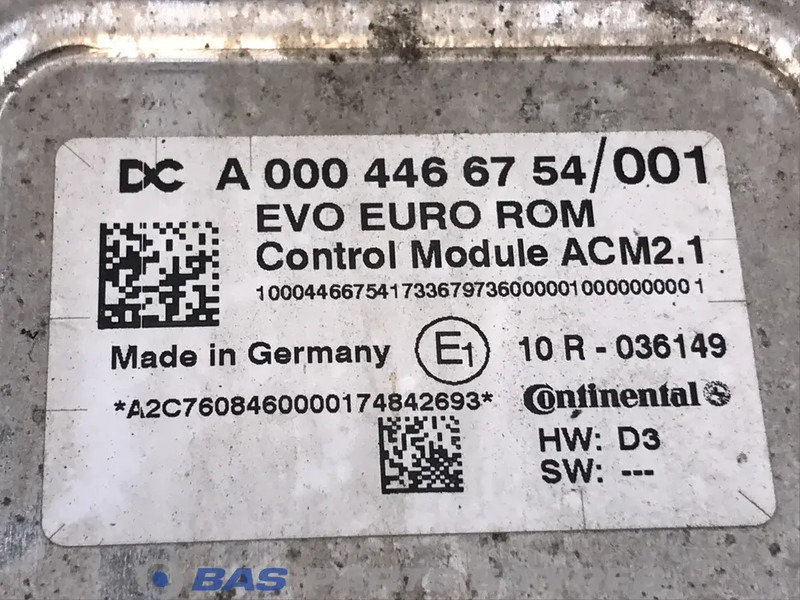 DC A 000 446 67 54/001
EVO EURO ROM
Control Module ACM2.1
10004466754173367973600000100000000001
Made in Germany E1 10 R - 036149
*A2C7608460000174842693* Continental
HW: D3
SW: ---
BAS